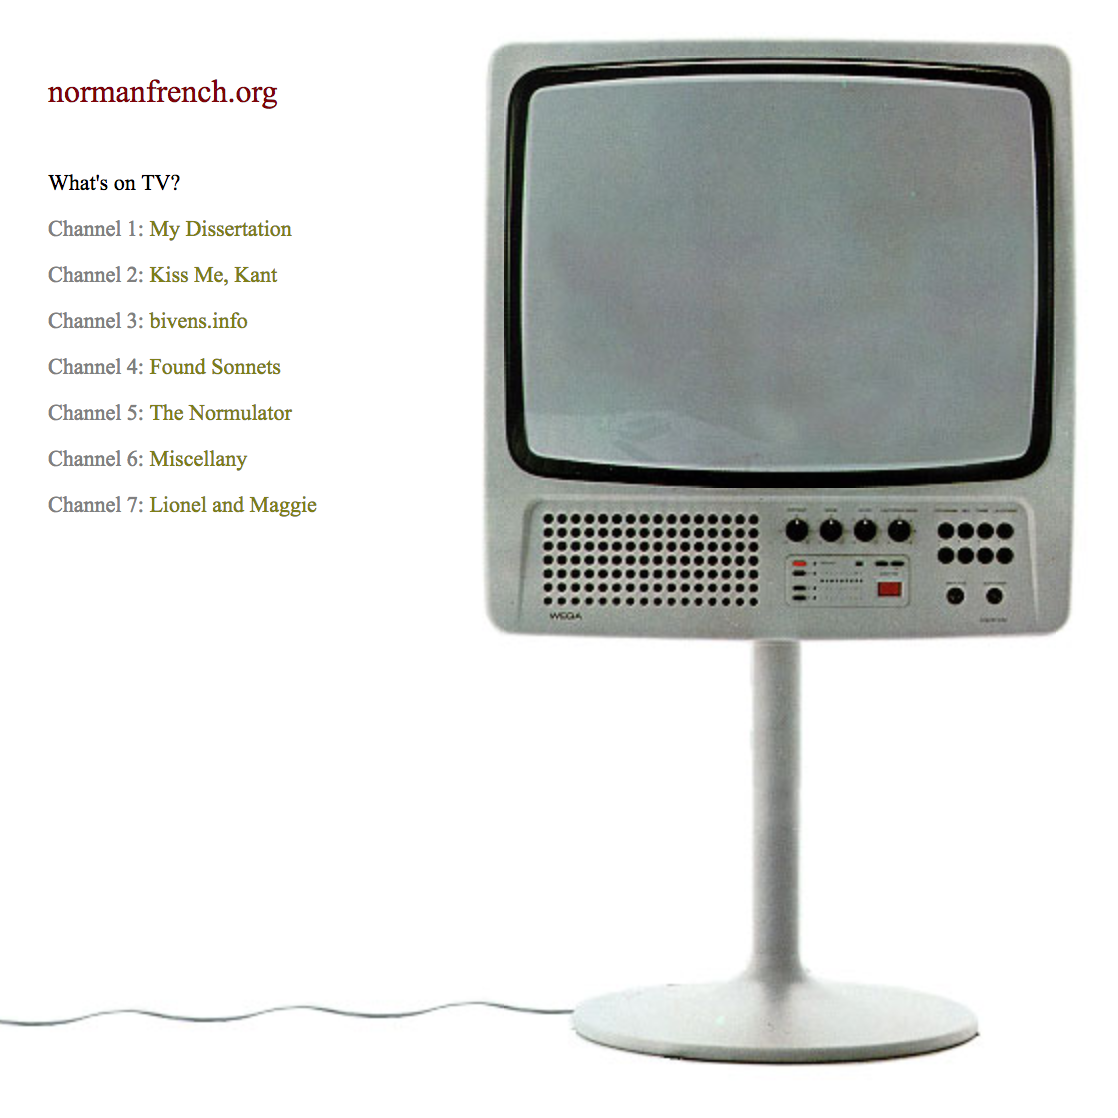 normanfrench.org
What's on TV?
Channel 1: My Dissertation
Channel 2: Kiss Me, Kant
Channel 3: bivens.info
Channel 4: Found Sonnets
Channel 5: The Normulator
Channel 6: Miscellany
Channel 7: Lionel and Maggie
WEGA